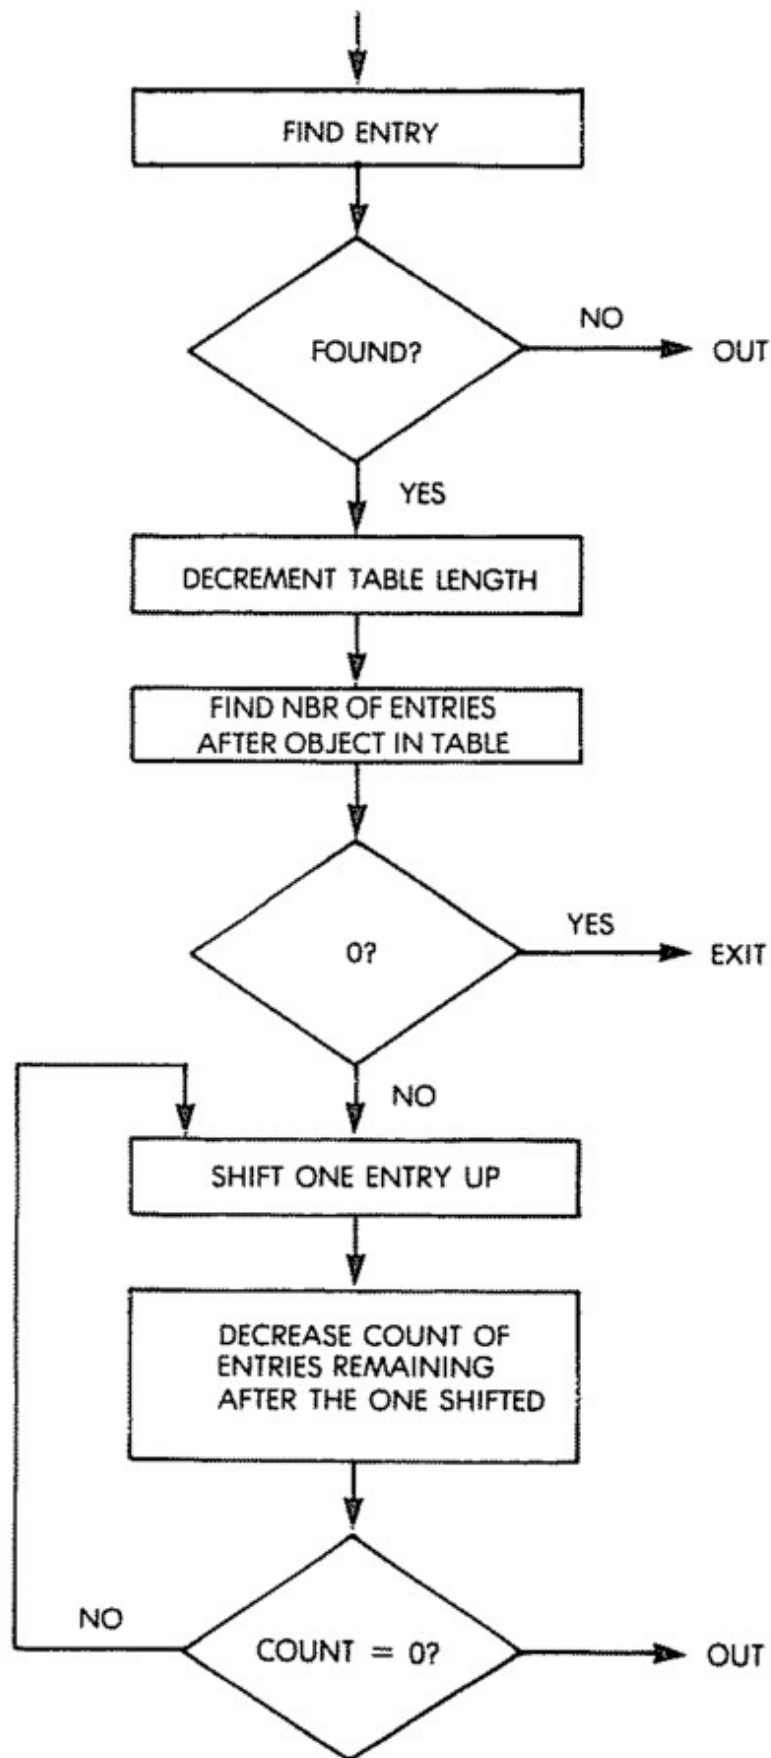 FIND ENTRY
FOUND?
NO
OUT
YES
DECREMENT TABLE LENGTH
FIND NBR OF ENTRIES
AFTER OBJECT IN TABLE
0?
YES
EXIT
NO
SHIFT ONE ENTRY UP
DECREASE COUNT OF
ENTRIES REMAINING
AFTER THE ONE SHIFTED
NO
COUNT = 0?
OUT